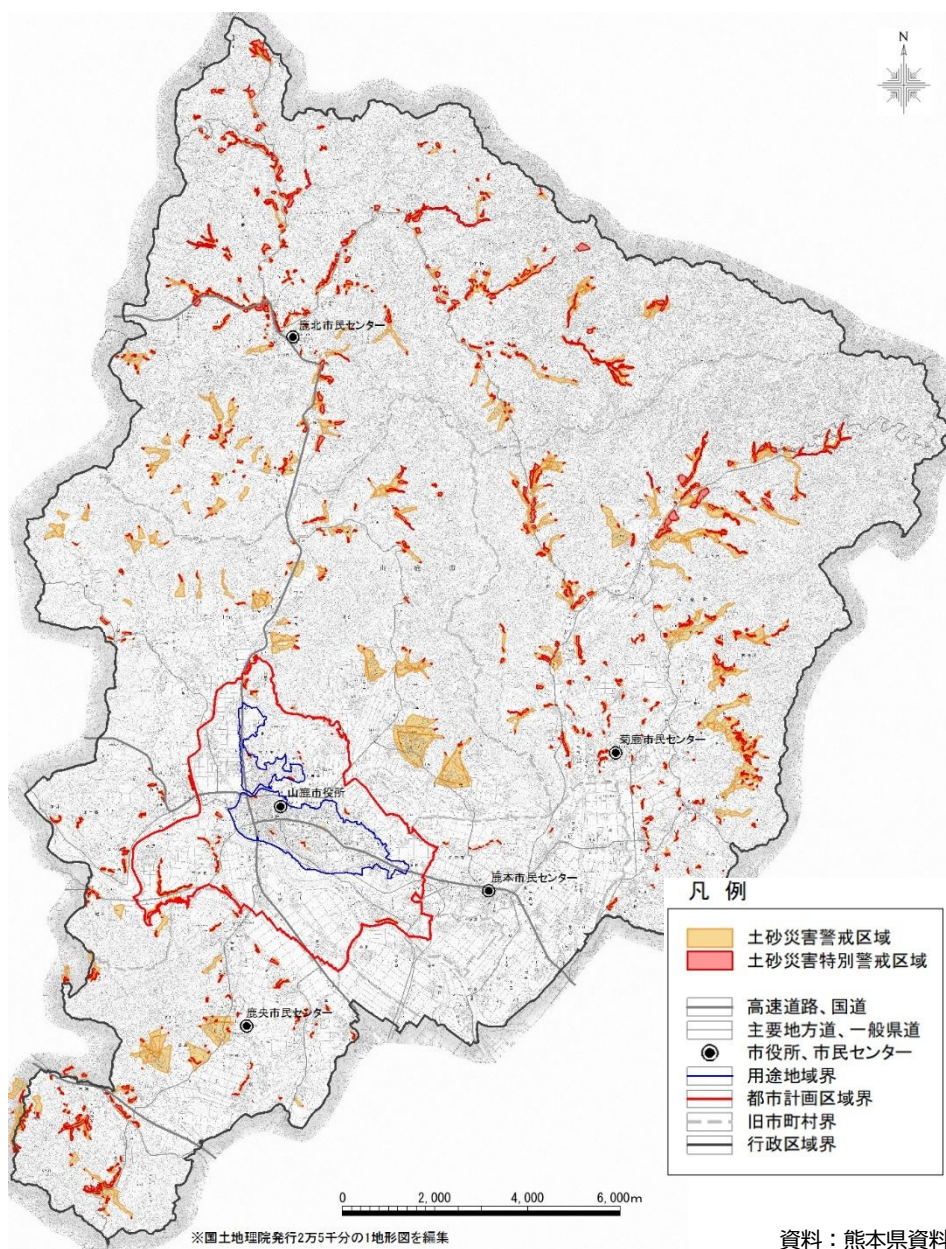 N
鹿北市民センター
山鹿市
菊鹿市民センター
山鹿市役所
鹿本市民センター
鹿央市民センター
凡 例
土砂災害警戒区域
土砂災害特別警戒区域
高速道路、国道
主要地方道、一般県道
市役所、市民センター
用途地域界
都市計画区域界
旧市町村界
行政区域界
0 2,000 4,000 6,000m
※国土地理院発行2万5千分の1地形図を編集
資料：熊本県資料